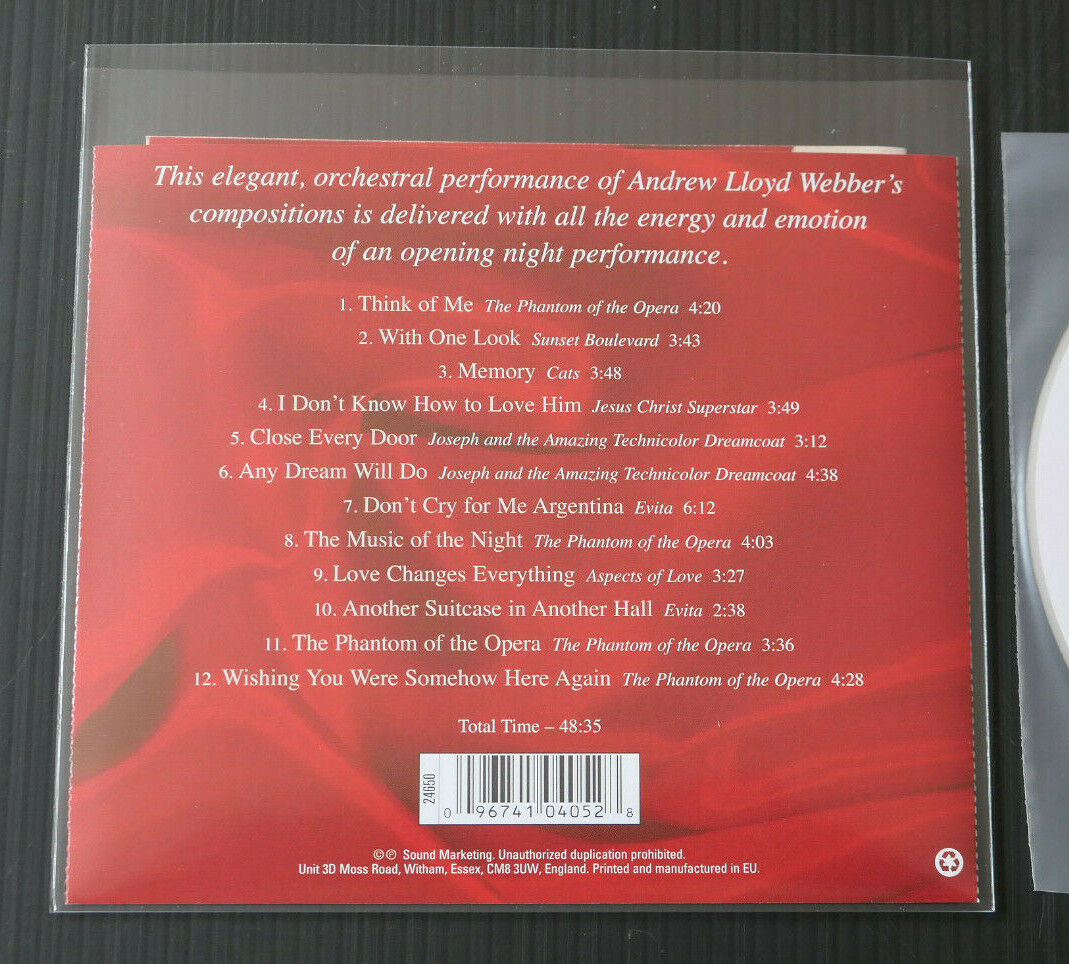 This elegant, orchestral performance of Andrew Lloyd Webber's
compositions is delivered with all the energy and emotion
of an opening night performance.
1. Think of Me The Phantom of the Opera 4:20
2. With One Look Sunset Boulevard 3:43
3. Memory Cats 3:48
4. I Don't Know How to Love Him Jesus Christ Superstar 3:49
5. Close Every Door Joseph and the Amazing Technicolor Dreamcoat 3:12
6. Any Dream Will Do Joseph and the Amazing Technicolor Dreamcoat 4:38
7. Don't Cry for Me Argentina Evita 6:12
8. The Music of the Night The Phantom of the Opera 4:03
9. Love Changes Everything Aspects of Love 3:27
10. Another Suitcase in Another Hall Evita 2:38
11. The Phantom of the Opera The Phantom of the Opera 3:36
12. Wishing You Were Somehow Here Again The Phantom of the Opera 4:28
Total Time – 48:35
24650
0 96741 04052 8
©℗ Sound Marketing. Unauthorized duplication prohibited.
Unit 3D Moss Road, Witham, Essex, CM8 3UW, England. Printed and manufactured in EU.